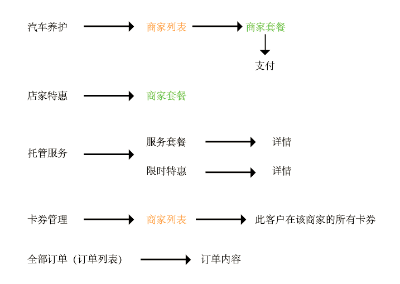 汽车养护 商家列表 商家套餐
支付
店家特惠 商家套餐
服务套餐 详情
托管服务
限时特惠 详情
卡券管理 商家列表 此客户在该商家的所有卡券
全部订单（订单列表） 订单内容